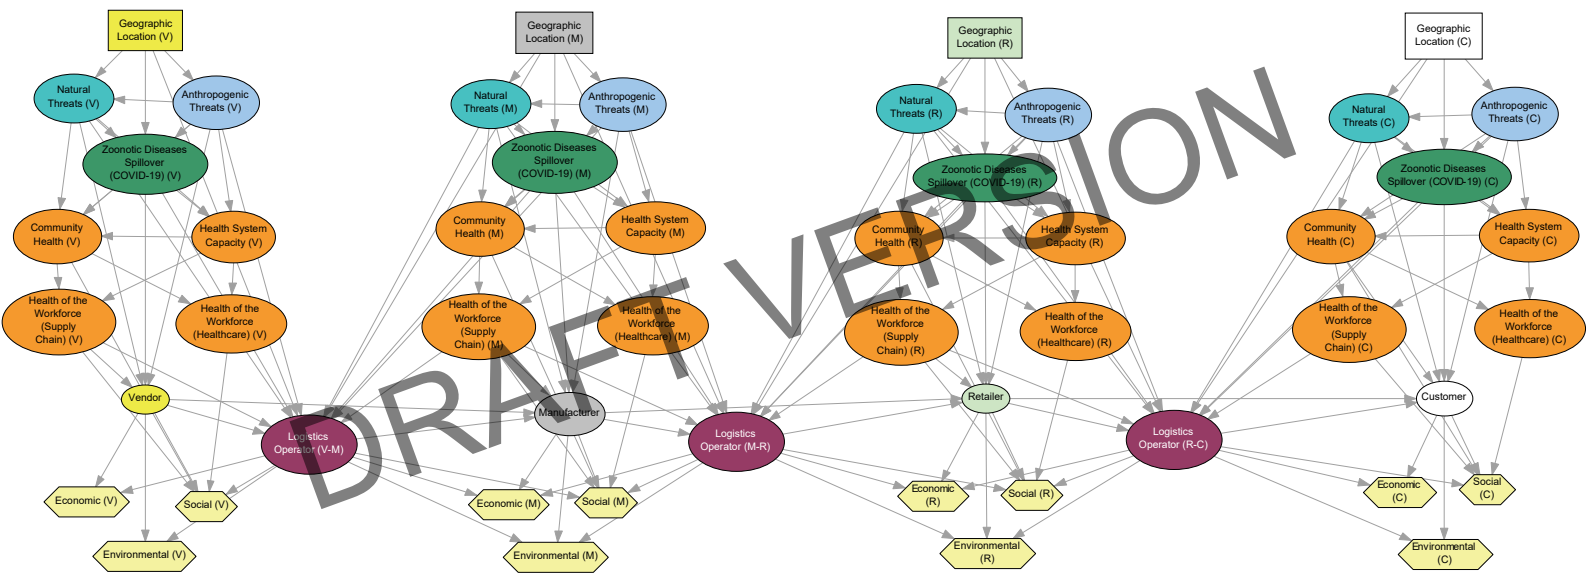 Geographic
Location (V)
Geographic
Location (M)
Geographic
Location (R)
Geographic
Location (C)
Natural
Threats (V)
Anthropogenic
Threats (V)
Natural
Threats (M)
Anthropogenic
Threats (M)
Natural
Threats (R)
Anthropogenic
Threats (R)
Natural
Threats (C)
Anthropogenic
Threats (C)
Zoonotic Diseases
Spillover
(COVID-19) (V)
Zoonotic Diseases
Spillover
(COVID-19) (M)
Zoonotic Diseases
Spillover (COVID-19) (R)
Zoonotic Diseases
Spillover (COVID-19) (C)
Community
Health (V)
Health System
Capacity (V)
Community
Health (M)
Health System
Capacity (M)
Community
Health (R)
Health System
Capacity (R)
Community
Health (C)
Health System
Capacity (C)
Health of the
Workforce
(Supply
Chain) (V)
Health of the
Workforce
(Healthcare) (V)
Health of the
Workforce
(Supply
Chain) (M)
Health of the
Workforce
(Healthcare) (M)
Health of the
Workforce
(Supply
Chain) (R)
Health of the
Workforce
(Healthcare) (R)
Health of the
Workforce
(Supply
Chain) (C)
Health of the
Workforce
(Healthcare) (C)
Vendor
Manufacturer
Retailer
Customer
Logistics
Operator (V-M)
Logistics
Operator (M-R)
Logistics
Operator (R-C)
Economic (V)
Social (V)
Economic (M)
Social (M)
Economic
(R)
Social (R)
Economic
(C)
Social
(C)
Environmental (V)
Environmental (M)
Environmental
(R)
Environmental
(C)
DRAFT VERSION